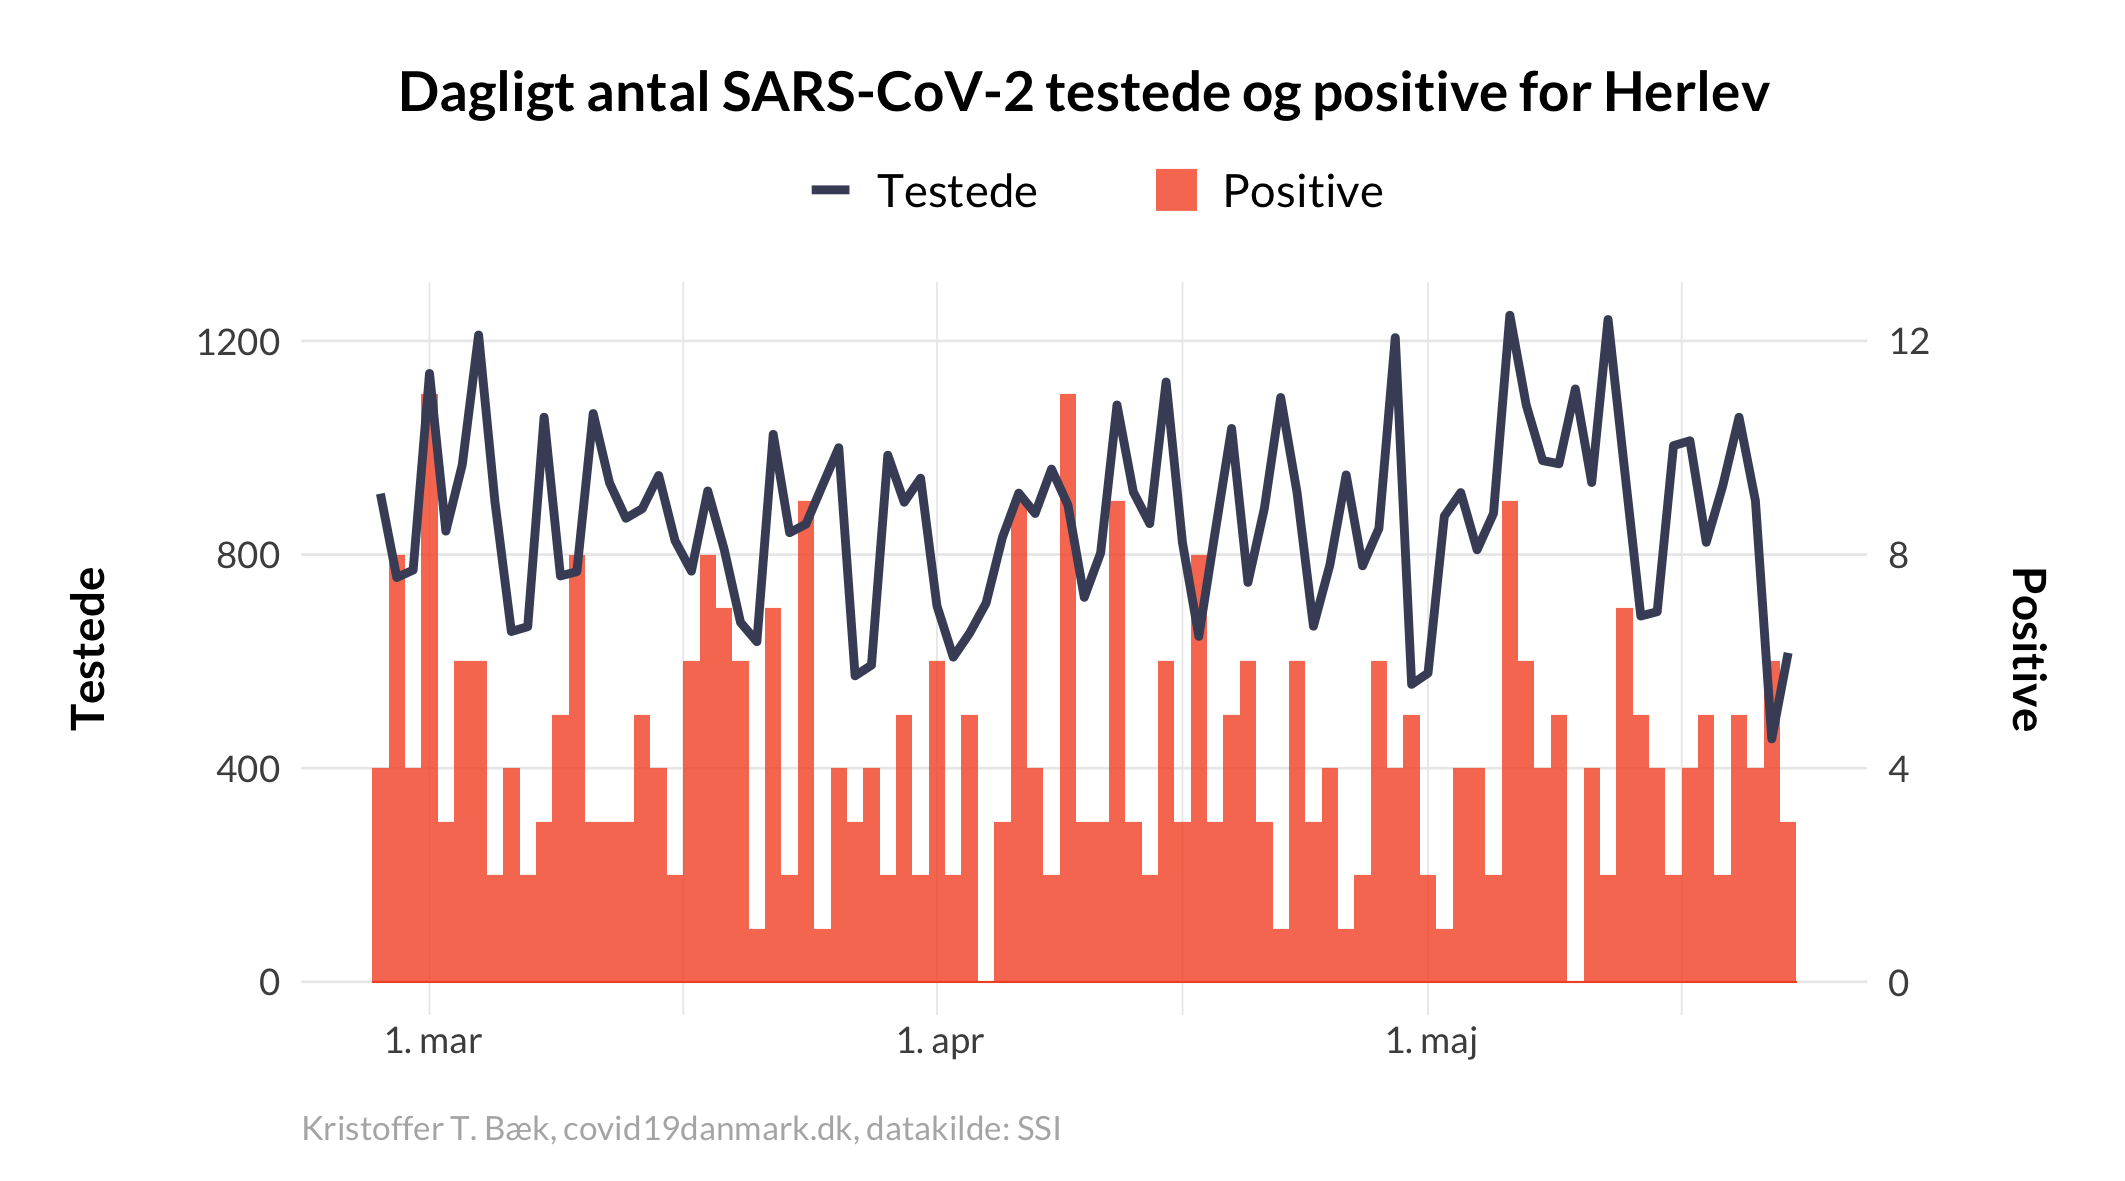 Dagligt antal SARS-CoV-2 testede og positive for Herlev
Testede Positive
1200 12
800 8
400 4
0 0
Testede
Positive
1. mar 1. apr 1. maj
Kristoffer T. Bæk, covid19danmark.dk, datakilde: SSI